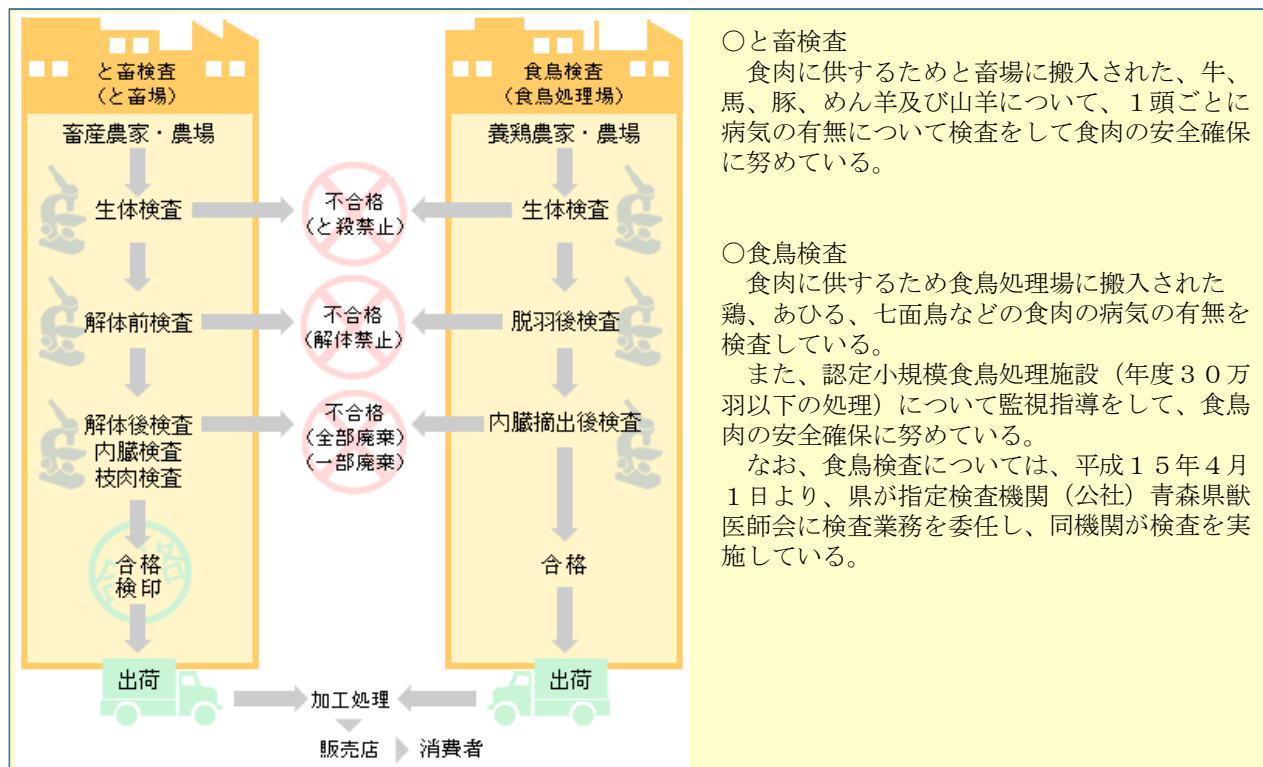 と畜検査
（と畜場）
畜産農家・農場
生体検査
解体前検査
解体後検査
内臓検査
枝肉検査
合格
合格
検印
出荷
不合格
（と殺禁止）
不合格
（解体禁止）
不合格
（全部廃棄）
（一部廃棄）
食鳥検査
（食鳥処理場）
養鶏農家・農場
生体検査
脱羽後検査
内臓摘出後検査
合格
出荷
加工処理
販売店
消費者
○と畜検査
　食肉に供するためと畜場に搬入された、牛、
馬、豚、めん羊及び山羊について、１頭ごとに
病気の有無について検査をして食肉の安全確保
に努めている。
○食鳥検査
　食肉に供するため食鳥処理場に搬入された
鶏、あひる、七面鳥などの食肉の病気の有無を
検査している。
　また、認定小規模食鳥処理施設（年度３０万
羽以下の処理）について監視指導をして、食鳥
肉の安全確保に努めている。
　なお、食鳥検査については、平成１５年４月
１日より、県が指定検査機関（公社）青森県獣
医師会に検査業務を委任し、同機関が検査を実
施している。